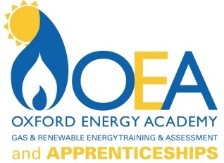 OEA
OXFORD ENERGY ACADEMY
GAS & RENEWABLE ENERGYTRAINING & ASSESSMENT
and APPRENTICESHIPS